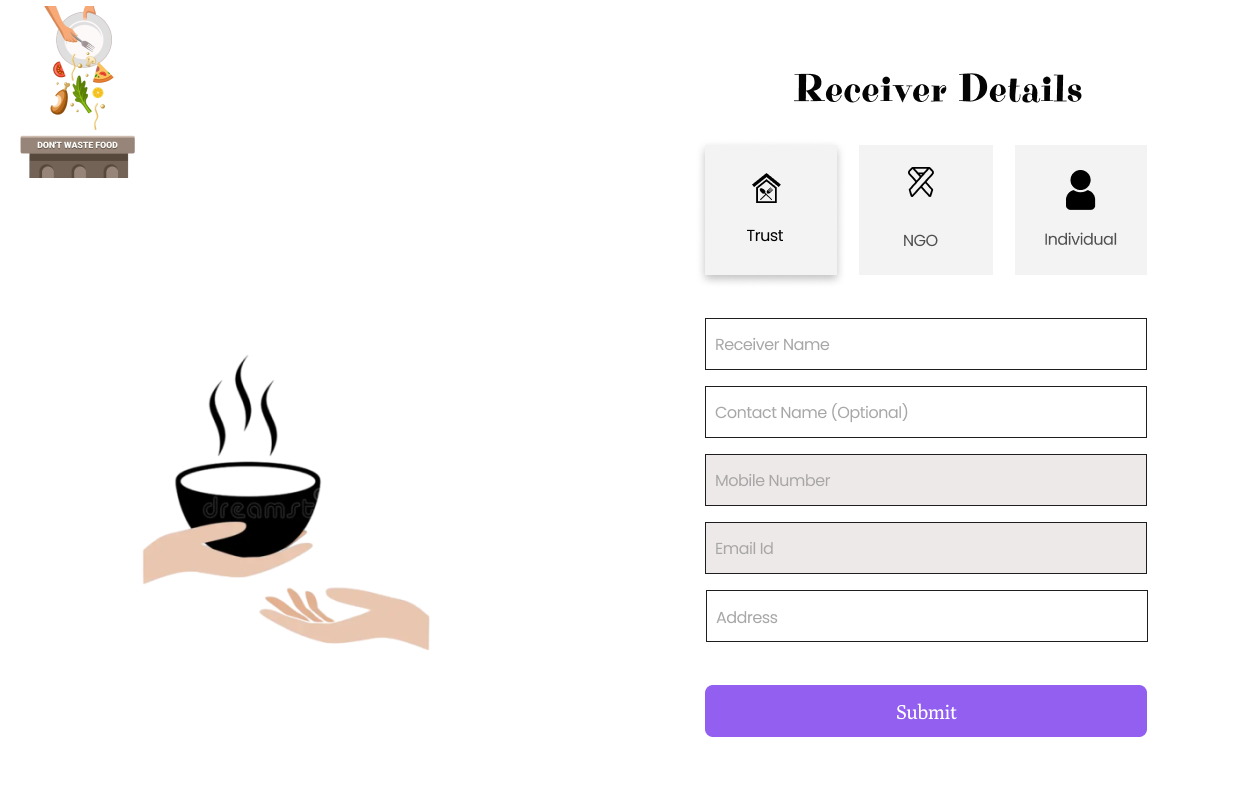 DON'T WASTE FOOD
Receiver Details
Trust
NGO
Individual
Receiver Name
Contact Name (Optional)
Mobile Number
Email Id
Address
Submit
dreamst